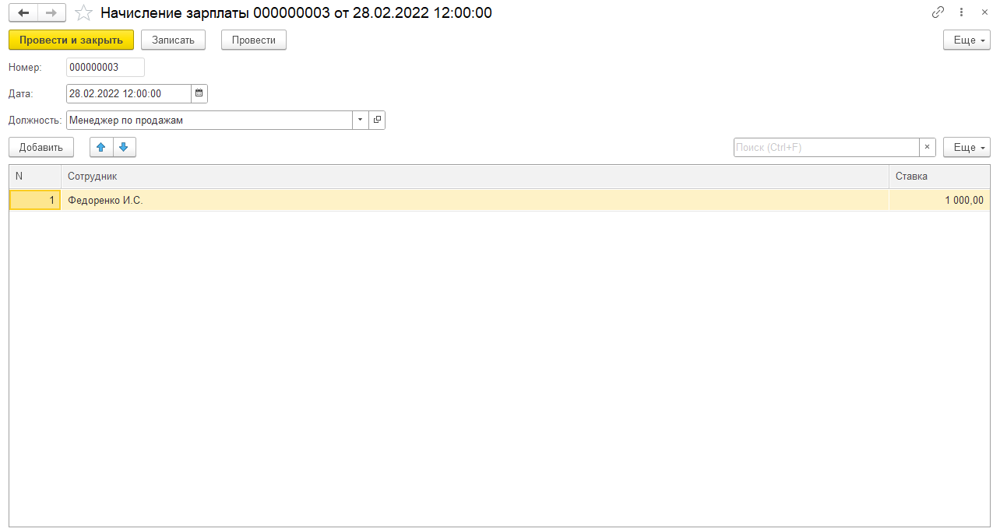 Начисление зарплаты 000000003 от 28.02.2022 12:00:00
Провести и закрыть Записать Провести Еще
Номер: 000000003
Дата: 28.02.2022 12:00:00
Должность: Менеджер по продажам
Добавить Поиск (Ctrl+F) × Еще
N Сотрудник Ставка
1 Федоренко И.С. 1 000,00